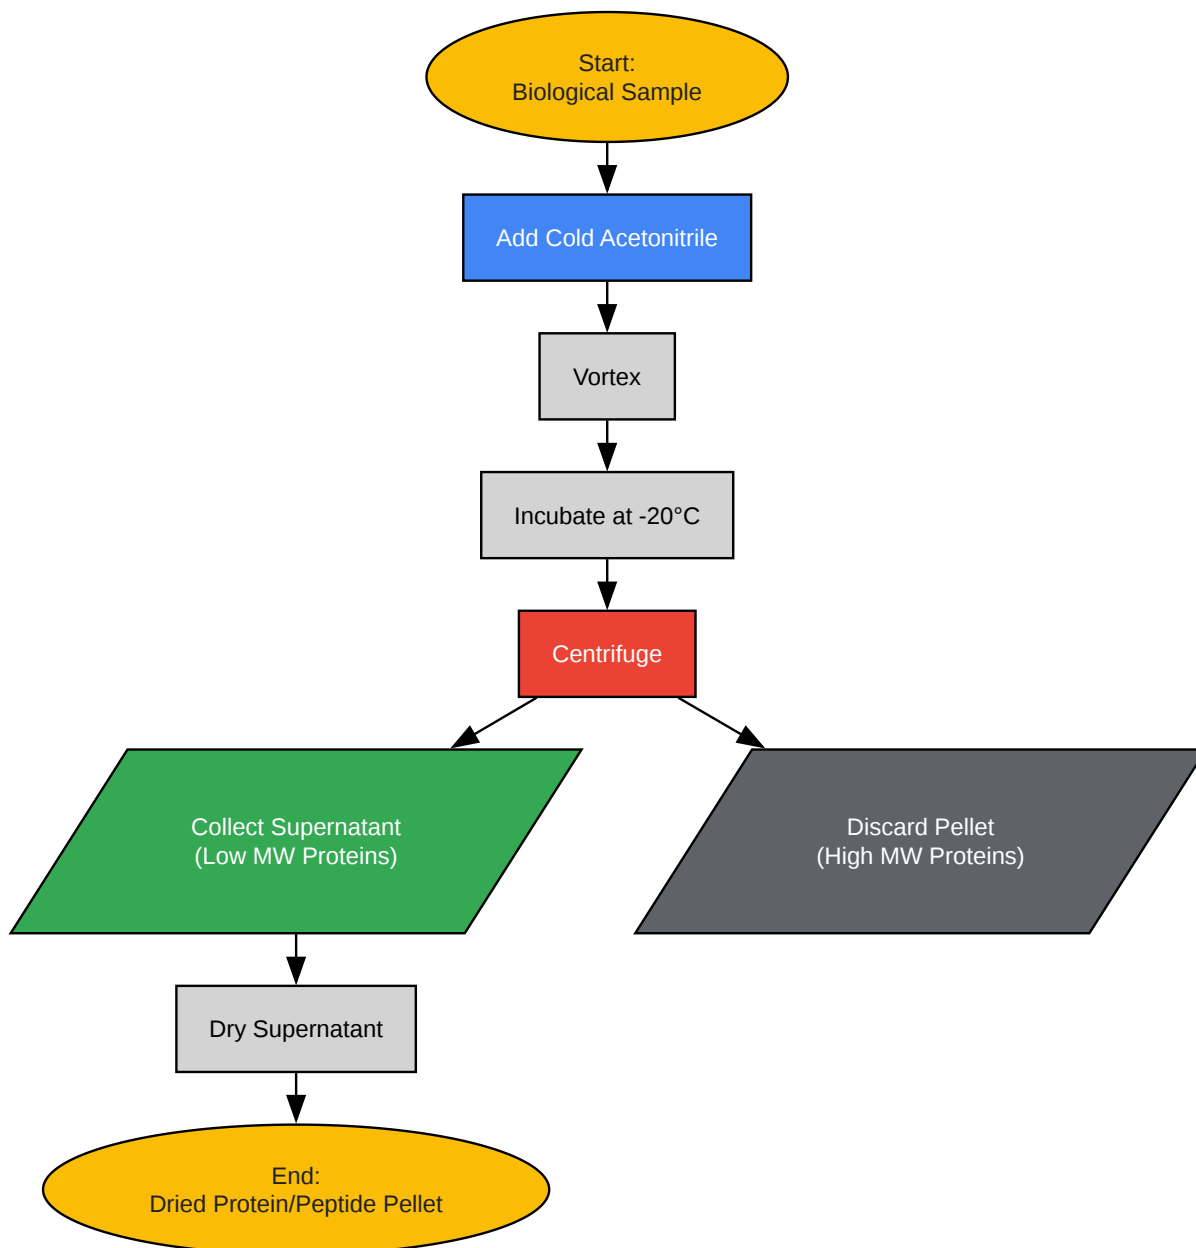 Start:
Biological Sample
Add Cold Acetonitrile
Vortex
Incubate at -20°C
Centrifuge
Collect Supernatant
(Low MW Proteins)
Discard Pellet
(High MW Proteins)
Dry Supernatant
End:
Dried Protein/Peptide Pellet